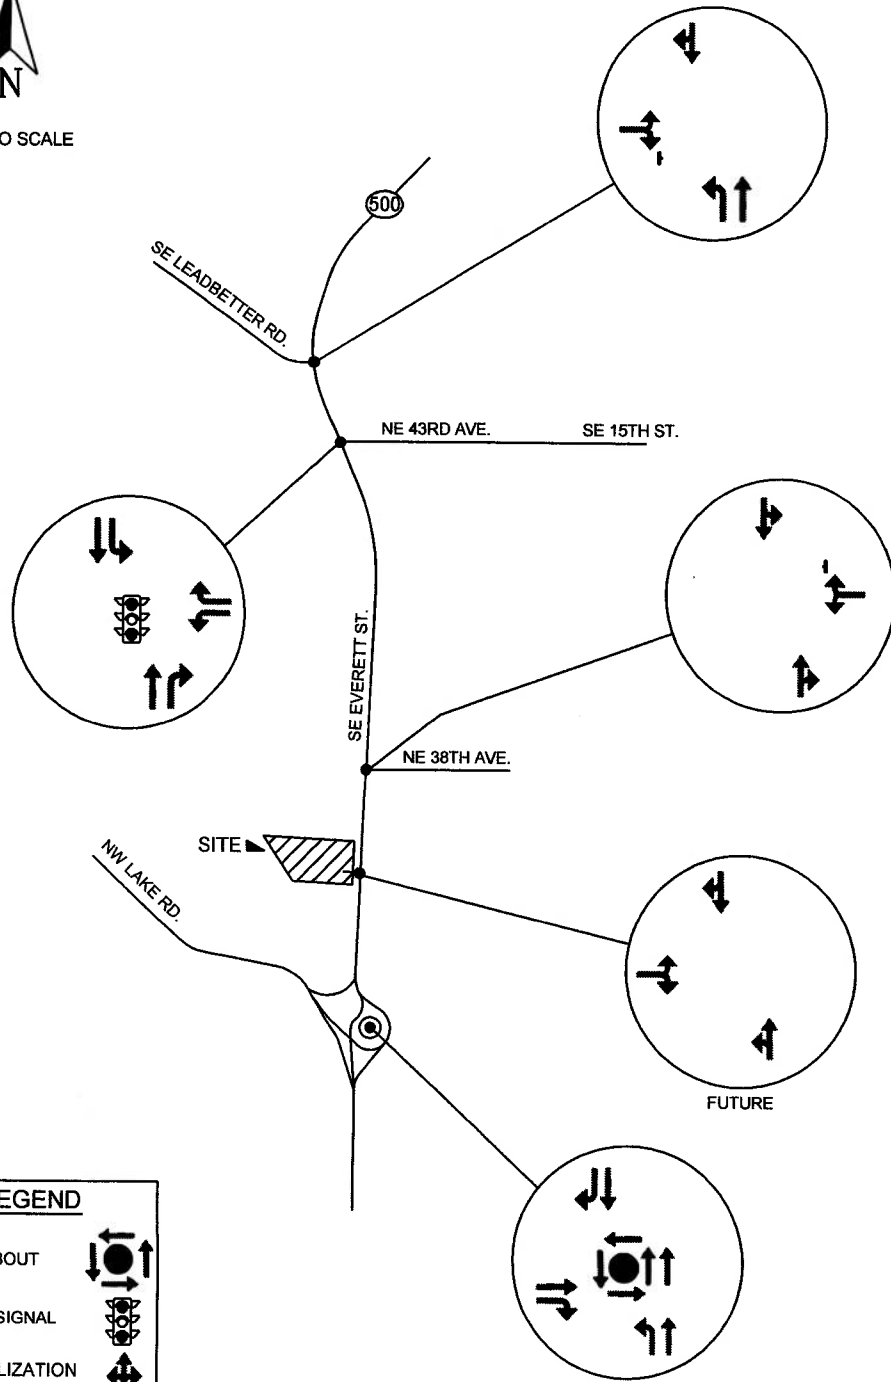 N
O SCALE
500
SE LEADBETTER RD.
NE 43RD AVE.
SE 15TH ST.
SE EVERETT ST.
NE 38TH AVE.
SITE
NW LAKE RD.
FUTURE
EGEND
BOUT
SIGNAL
LIZATION